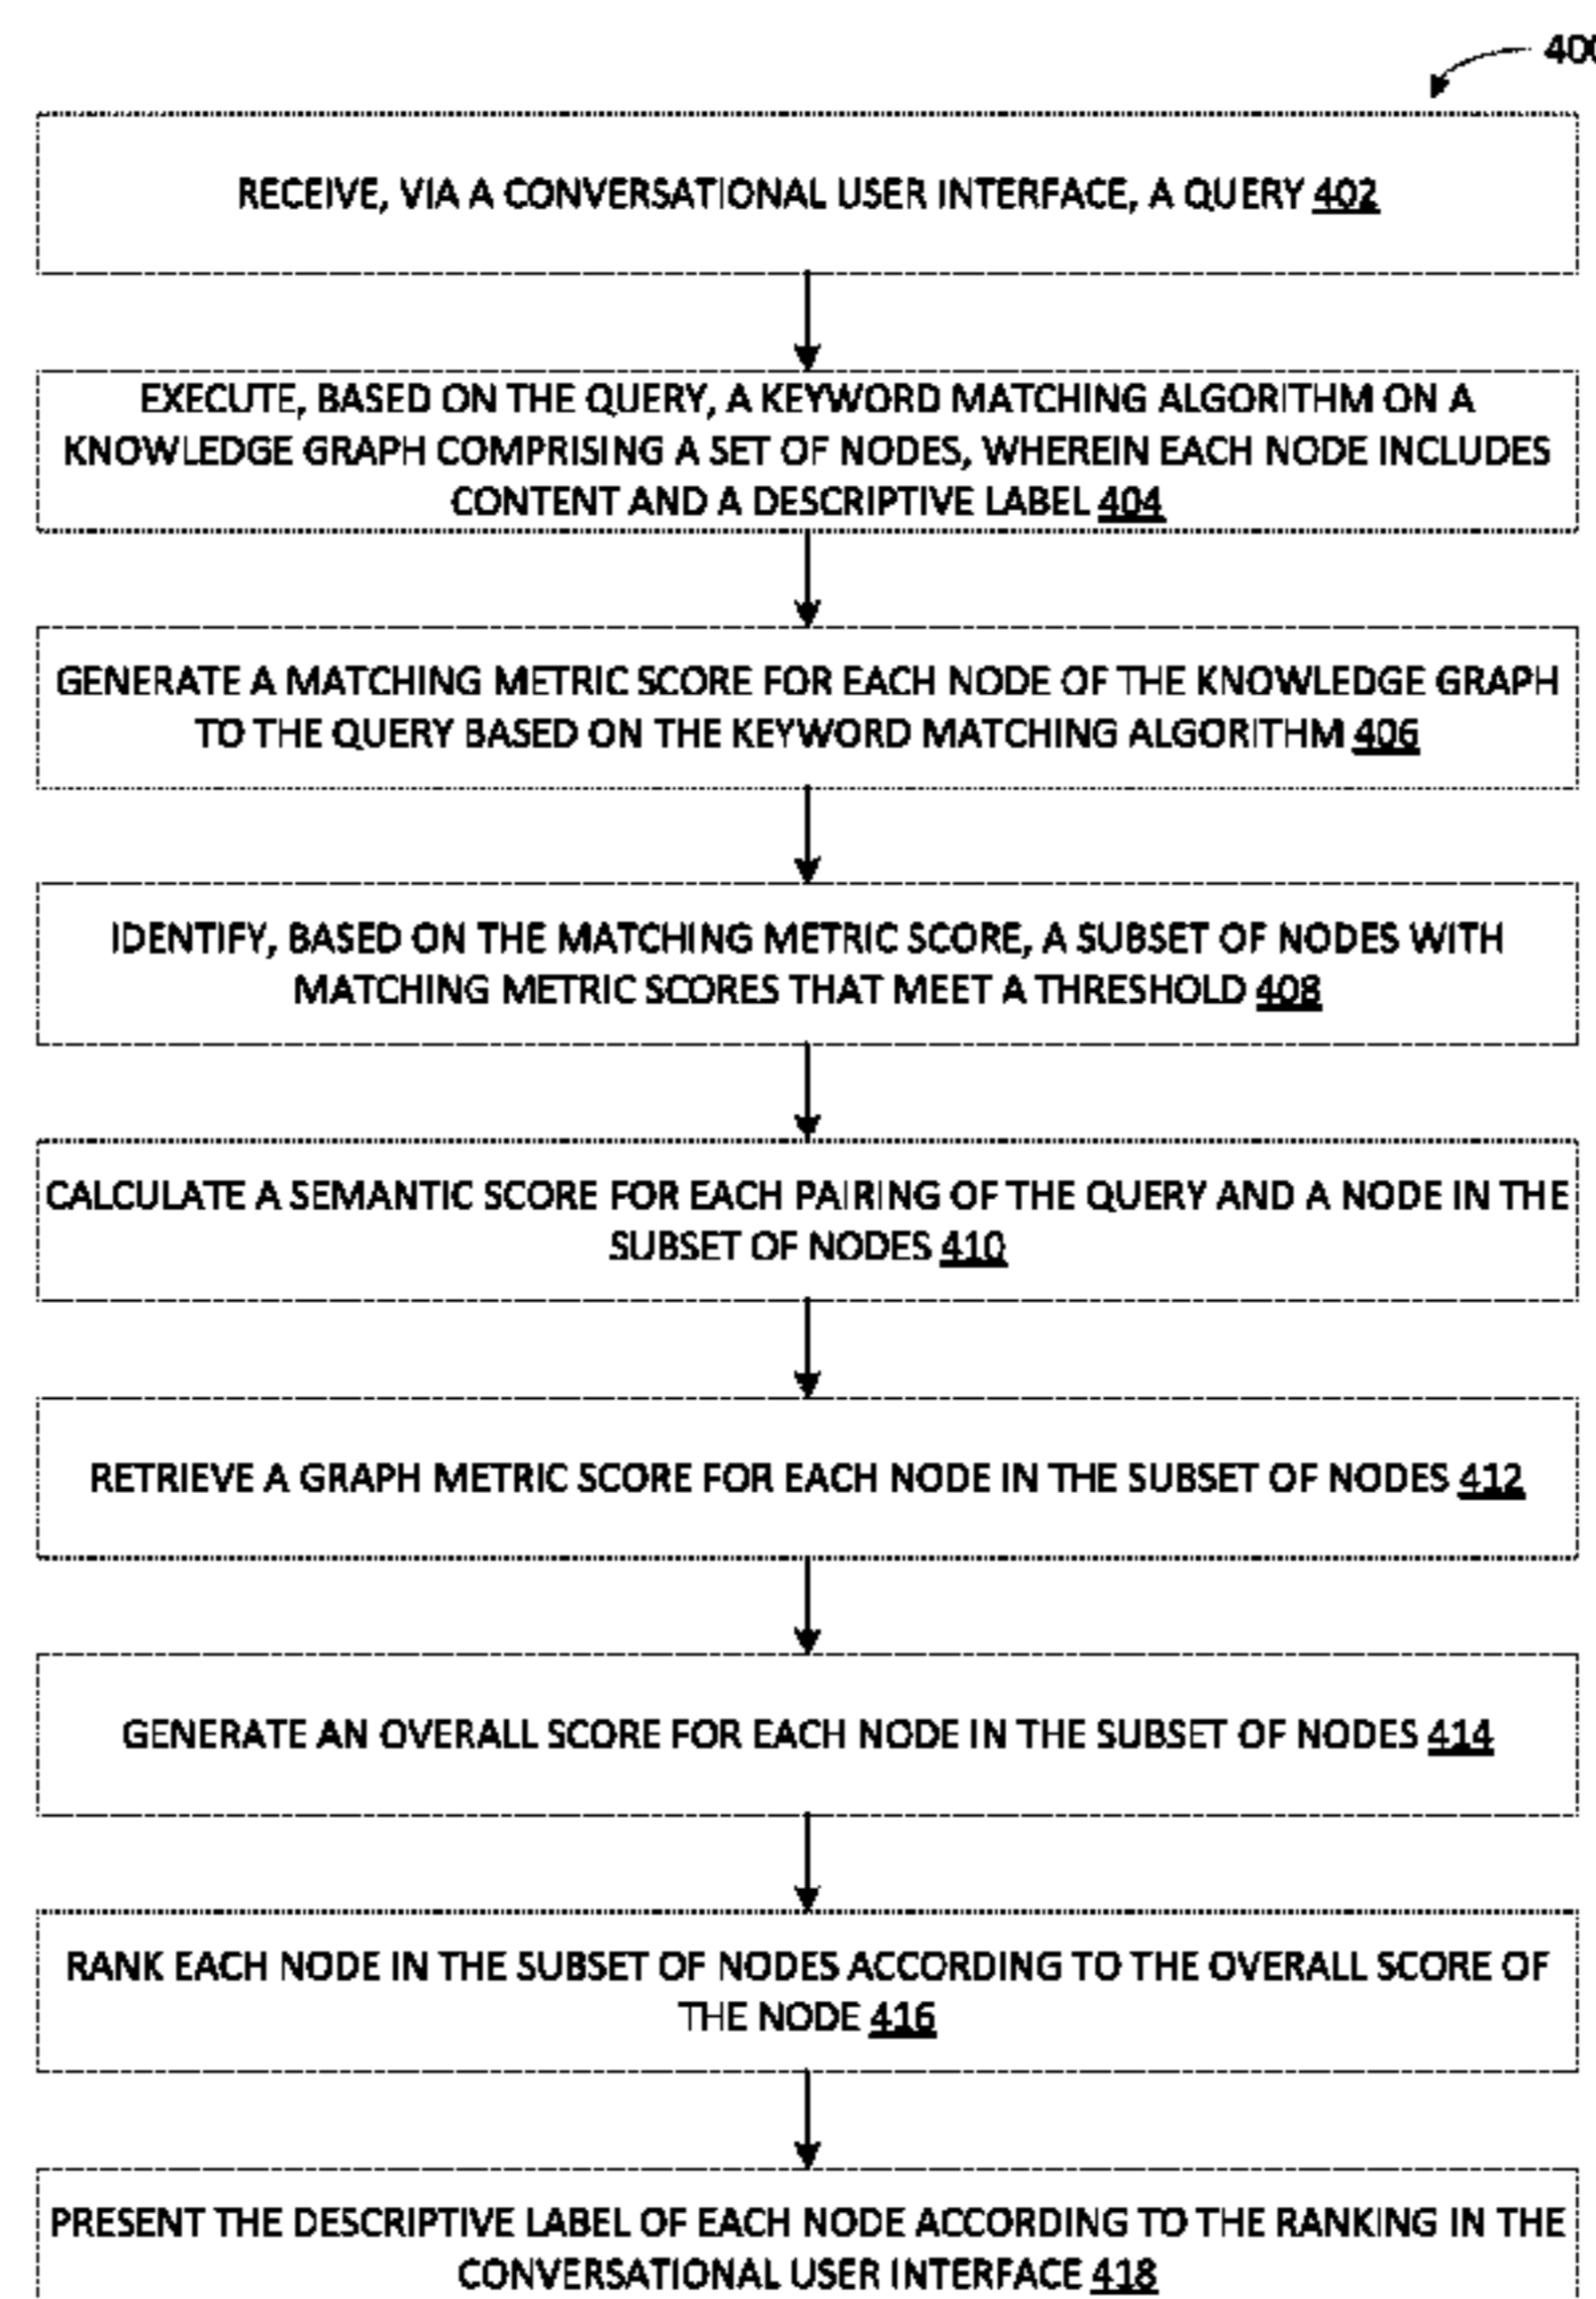 400
RECEIVE, VIA A CONVERSATIONAL USER INTERFACE, A QUERY 402
EXECUTE, BASED ON THE QUERY, A KEYWORD MATCHING ALGORITHM ON A
KNOWLEDGE GRAPH COMPRISING A SET OF NODES, WHEREIN EACH NODE INCLUDES
CONTENT AND A DESCRIPTIVE LABEL 404
GENERATE A MATCHING METRIC SCORE FOR EACH NODE OF THE KNOWLEDGE GRAPH
TO THE QUERY BASED ON THE KEYWORD MATCHING ALGORITHM 406
IDENTIFY, BASED ON THE MATCHING METRIC SCORE, A SUBSET OF NODES WITH
MATCHING METRIC SCORES THAT MEET A THRESHOLD 408
CALCULATE A SEMANTIC SCORE FOR EACH PAIRING OF THE QUERY AND A NODE IN THE
SUBSET OF NODES 410
RETRIEVE A GRAPH METRIC SCORE FOR EACH NODE IN THE SUBSET OF NODES 412
GENERATE AN OVERALL SCORE FOR EACH NODE IN THE SUBSET OF NODES 414
RANK EACH NODE IN THE SUBSET OF NODES ACCORDING TO THE OVERALL SCORE OF
THE NODE 416
PRESENT THE DESCRIPTIVE LABEL OF EACH NODE ACCORDING TO THE RANKING IN THE
CONVERSATIONAL USER INTERFACE 418